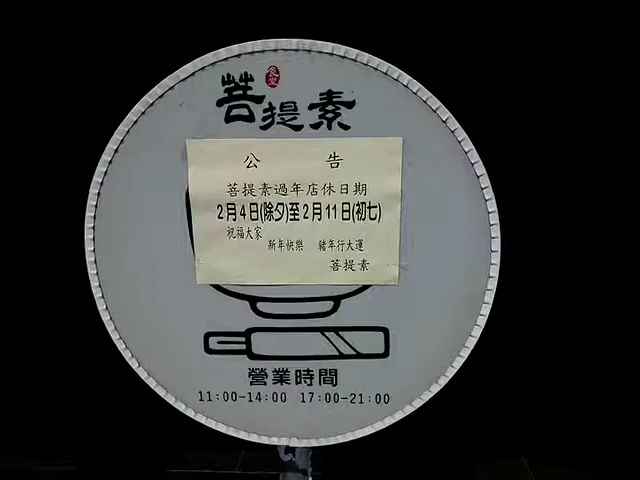 食堂
菩提素
公告
菩提素過年店休日期
2月4日(除夕)至2月11日(初七)
祝福大家
新年快樂 豬年行大運
菩提素
營業時間
11:00-14:00 17:00-21:00